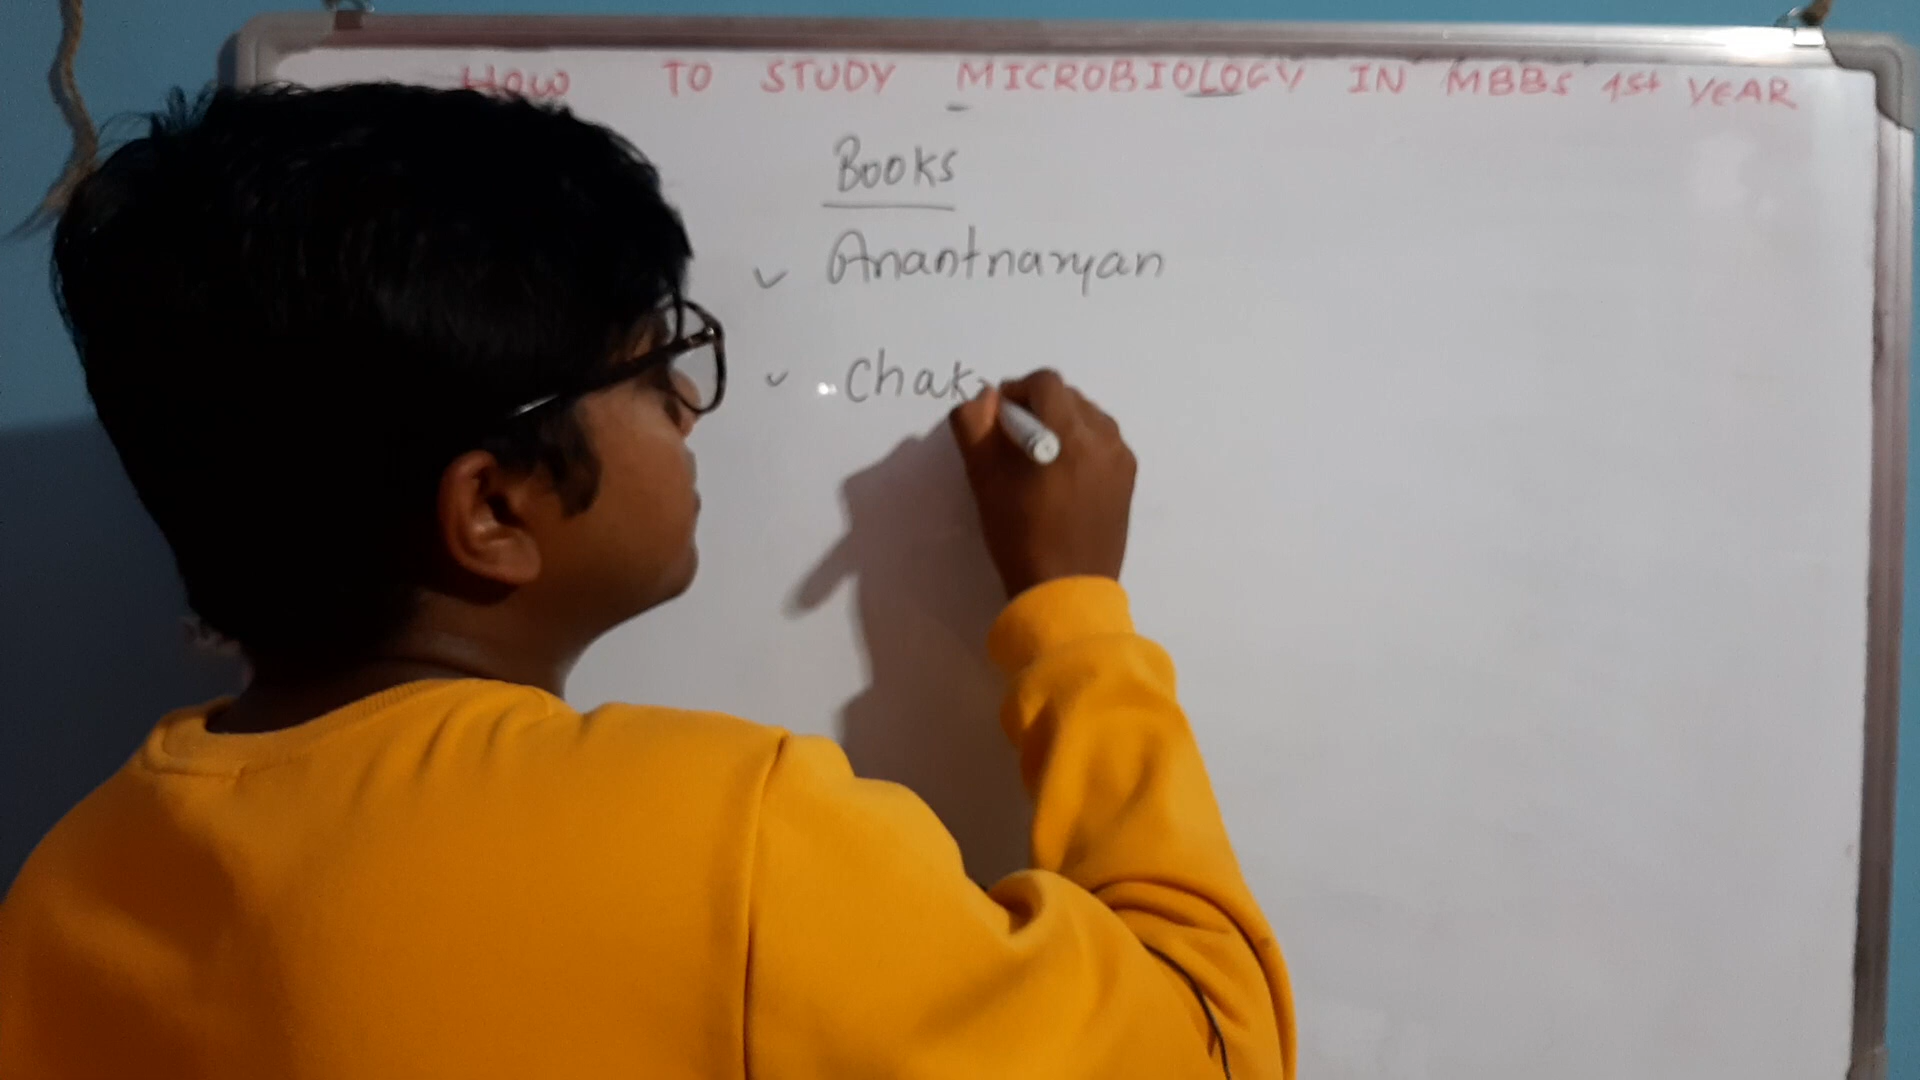 HOW TO STUDY MICROBIOLOGY IN MBBS 1st YEAR
Books
Anantnaryan
Chak